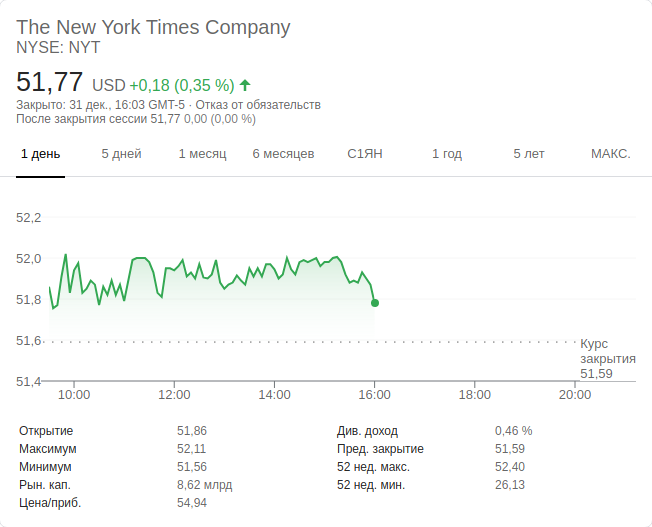 The New York Times Company
NYSE: NYT
51,77 USD +0,18 (0,35 %)
Закрыто: 31 дек., 16:03 GMT-5 · Отказ от обязательств
После закрытия сессии 51,77 0,00 (0,00 %)
1 день 5 дней 1 месяц 6 месяцев С1ЯН 1 год 5 лет МАКС.
52,2
52,0
51,8
51,6
Курс
закрытия
51,59
51,4
10:00 12:00 14:00 16:00 18:00 20:00
Открытие 51,86 Див. доход 0,46 %
Максимум 52,11 Пред. закрытие 51,59
Минимум 51,56 52 нед. макс. 52,40
Рын. кап. 8,62 млрд 52 нед. мин. 26,13
Цена/приб. 54,94